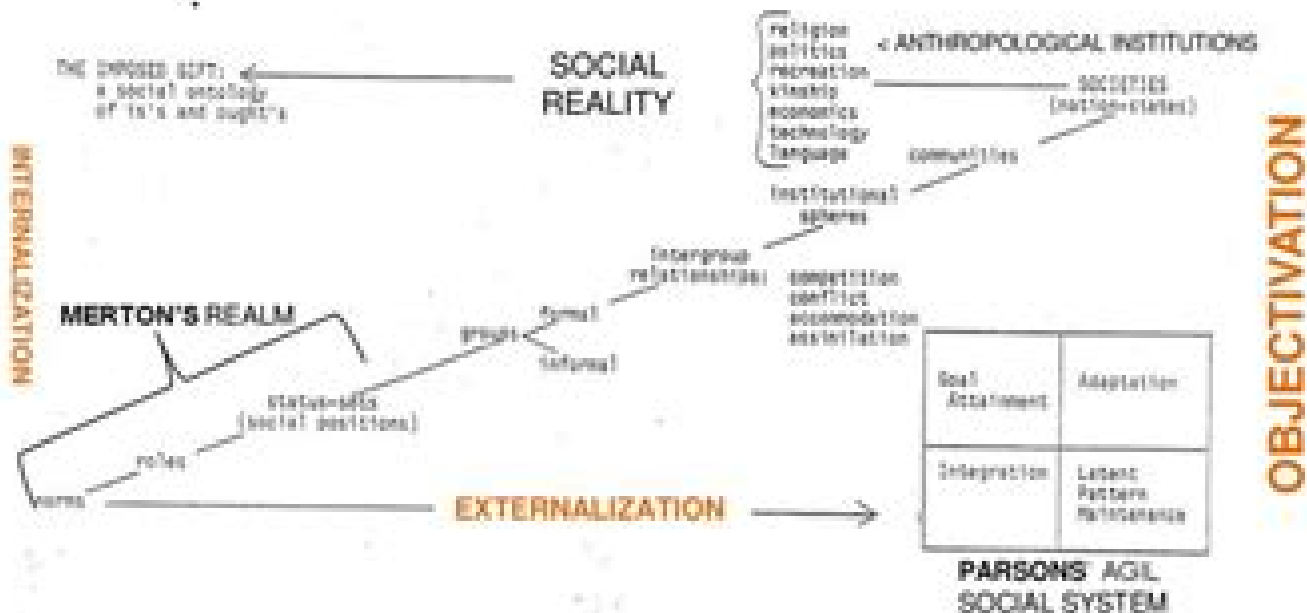 religion
politics
recreation
kinship
economics
technology
language
< ANTHROPOLOGICAL INSTITUTIONS
THE IMPOSED GIFT:
a social ontology
of is's and ought's
SOCIAL
REALITY
SOCIETIES
(nation-states)
communities
institutional
spheres
intergroup
relationships:
competition
conflict
accommodation
assimilation
INTERNALIZATION
OBJECTIVATION
MERTON'S REALM
groups
formal
informal
status-sets
(social positions)
roles
norms
EXTERNALIZATION
Goal
Attainment
Adaptation
Integration
Latent
Pattern
Maintenance
PARSONS' AGIL
SOCIAL SYSTEM